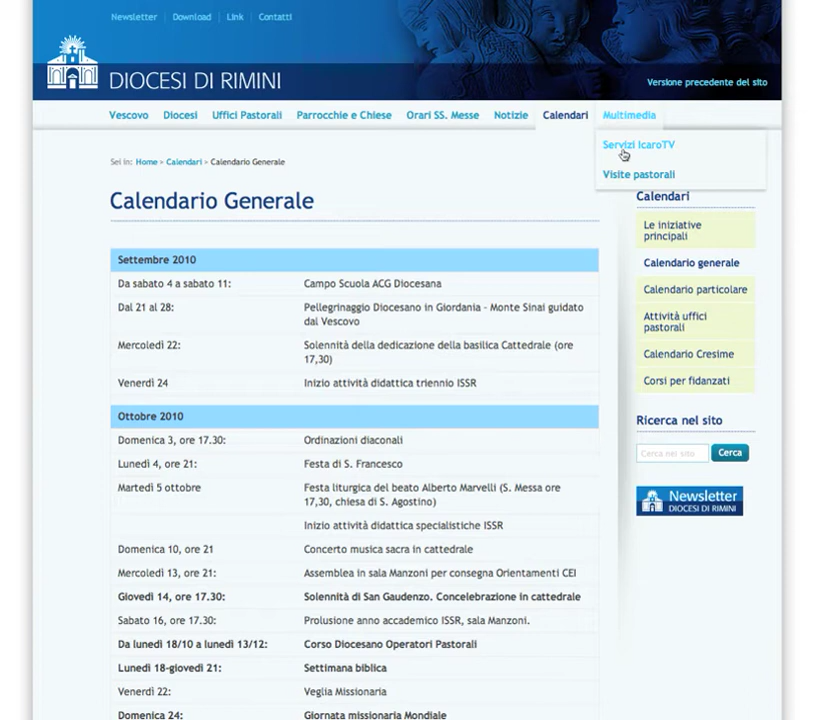 Newsletter Download Link Contatti
DIOCESI DI RIMINI
Versione precedente del sito
Vescovo Diocesi Uffici Pastorali Parrocchie e Chiese Orari SS. Messe Notizie Calendari Multimedia
Servizi IcaroTV
Visite pastorali
Sei in: Home > Calendari > Calendario Generale
Calendario Generale
Settembre 2010
Da sabato 4 a sabato 11: Campo Scuola ACG Diocesana
Dal 21 al 28: Pellegrinaggio Diocesano in Giordania - Monte Sinai guidato
dal Vescovo
Mercoledì 22: Solennità della dedicazione della basilica Cattedrale (ore
17,30)
Venerdì 24 Inizio attività didattica triennio ISSR
Ottobre 2010
Domenica 3, ore 17.30: Ordinazioni diaconali
Lunedì 4, ore 21: Festa di S. Francesco
Martedì 5 ottobre Festa liturgica del beato Alberto Marvelli (S. Messa ore
17,30, chiesa di S. Agostino)
Inizio attività didattica specialistiche ISSR
Domenica 10, ore 21 Concerto musica sacra in cattedrale
Mercoledì 13, ore 21: Assemblea in sala Manzoni per consegna Orientamenti CEI
Giovedì 14, ore 17.30: Solennità di San Gaudenzo. Concelebrazione in cattedrale
Sabato 16, ore 17.30: Prolusione anno accademico ISSR, sala Manzoni.
Da lunedì 18/10 a lunedì 13/12: Corso Diocesano Operatori Pastorali
Lunedì 18-giovedì 21: Settimana biblica
Venerdì 22: Veglia Missionaria
Domenica 24: Giornata missionaria Mondiale
Calendari
Le iniziative
principali
Calendario generale
Calendario particolare
Attività uffici
pastorali
Calendario Cresime
Corsi per fidanzati
Ricerca nel sito
Cerca nel sito Cerca
Newsletter
DIOCESI DI RIMINI